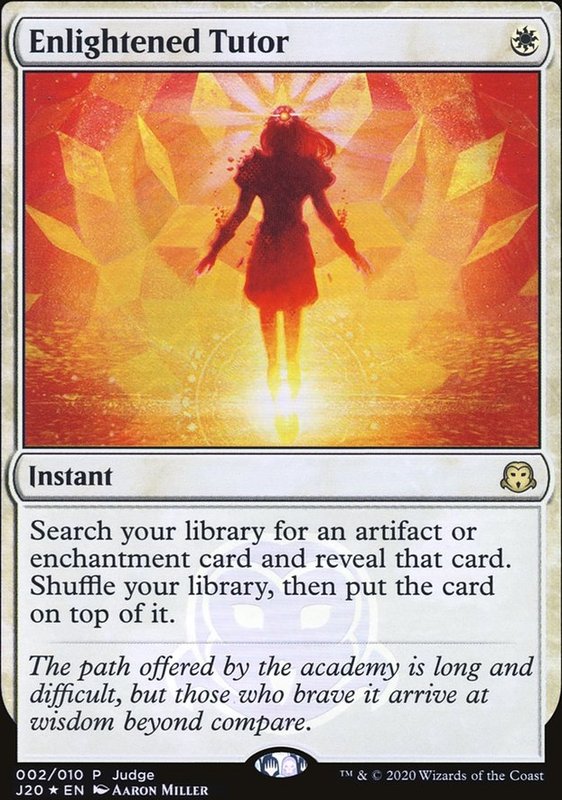 Enlightened Tutor
Instant
Search your library for an artifact or
enchantment card and reveal that card.
Shuffle your library, then put the card
on top of it.
The path offered by the academy is long and
difficult, but those who brave it arrive at
wisdom beyond compare.
002/010 P Judge
J20 ★ EN Aaron Miller
™ & © 2020 Wizards of the Coast